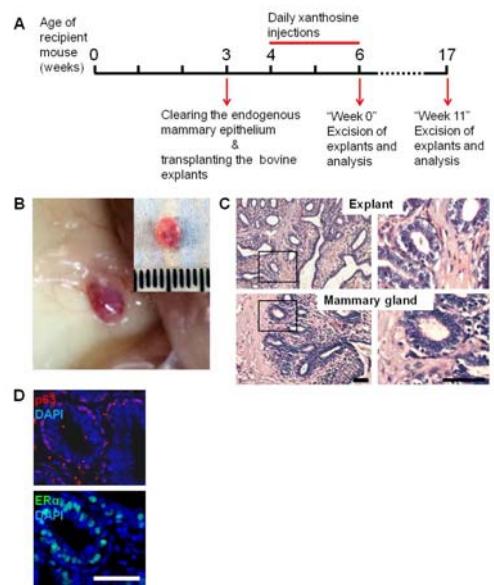 A
Age of
recipient
mouse
(weeks)
Daily xanthosine
injections
0
3
4
6
17
Clearing the endogenous
mammary epithelium
&
transplanting the bovine
explants
"Week 0"
Excision of
explants and
analysis
"Week 11"
Excision of
explants and
analysis
B
C
Explant
Mammary gland
D
p63
DAPI
ERα
DAPI